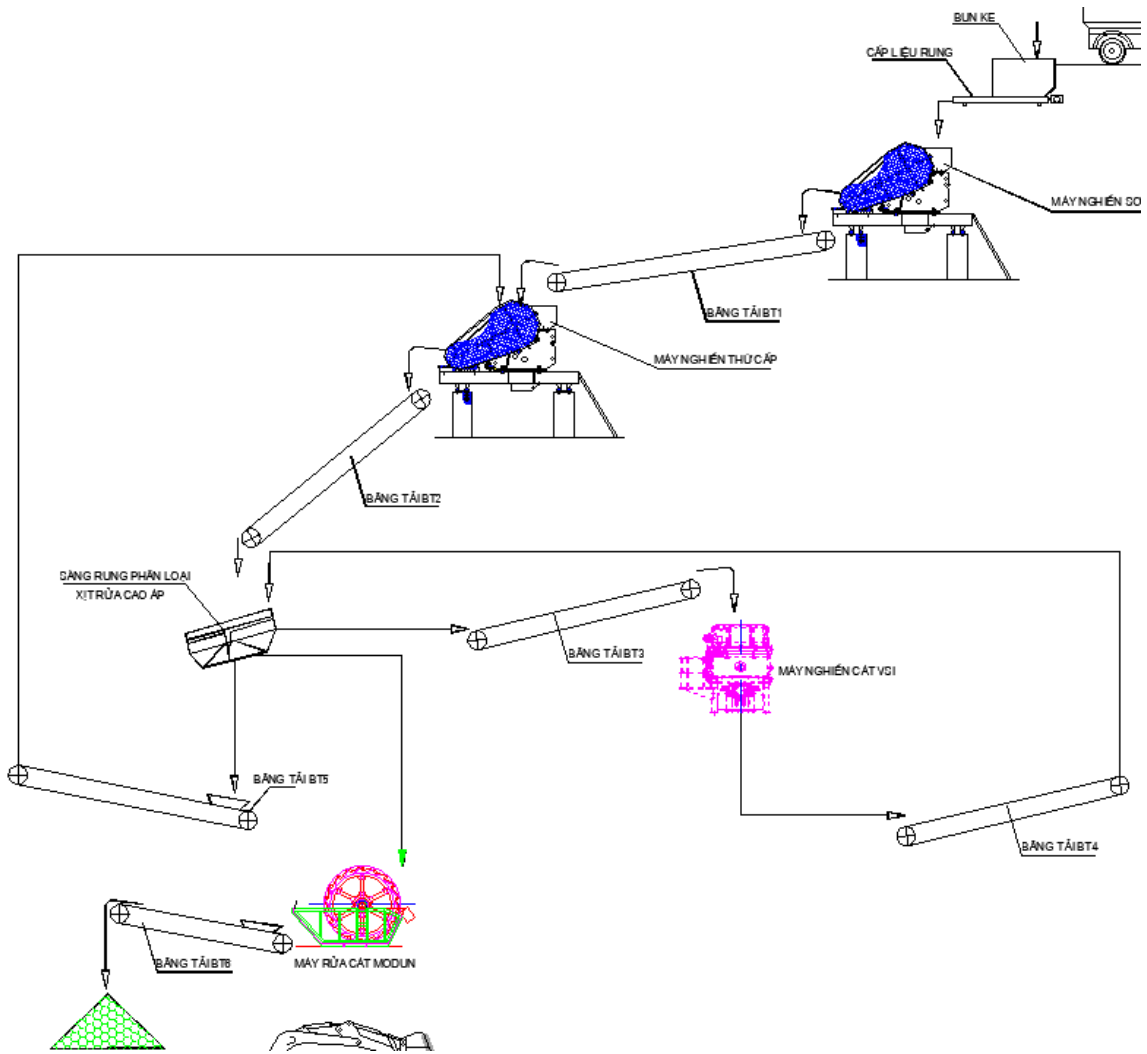 BUN KE
CẤP LIỆU RUNG
MÁY NGHIỀN SƠ
BĂNG TẢI BT1
MÁY NGHIỀN THỨ CẤP
BĂNG TẢI BT2
SÀNG RUNG PHÂN LOẠI
XỊT RỬA CAO ÁP
BĂNG TẢI BT3
MÁY NGHIỀN CÁT VSI
BĂNG TẢI BT5
BĂNG TẢI BT4
BĂNG TẢI BT6
MÁY RỬA CÁT MODUN